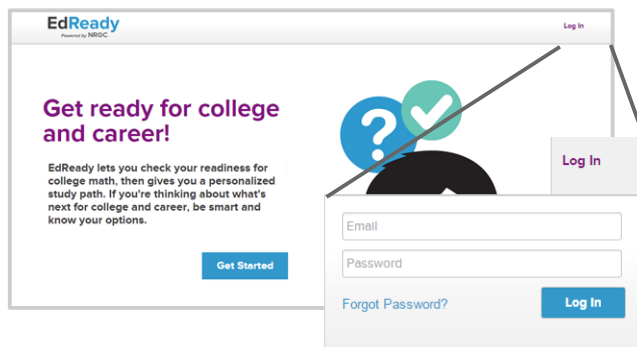 EdReady
Powered by NROC
Log In
Get ready for college
and career!
EdReady lets you check your readiness for
college math, then gives you a personalized
study path. If you're thinking about what's
next for college and career, be smart and
know your options.
Get Started
?
Log In
Email
Password
Forgot Password?
Log In